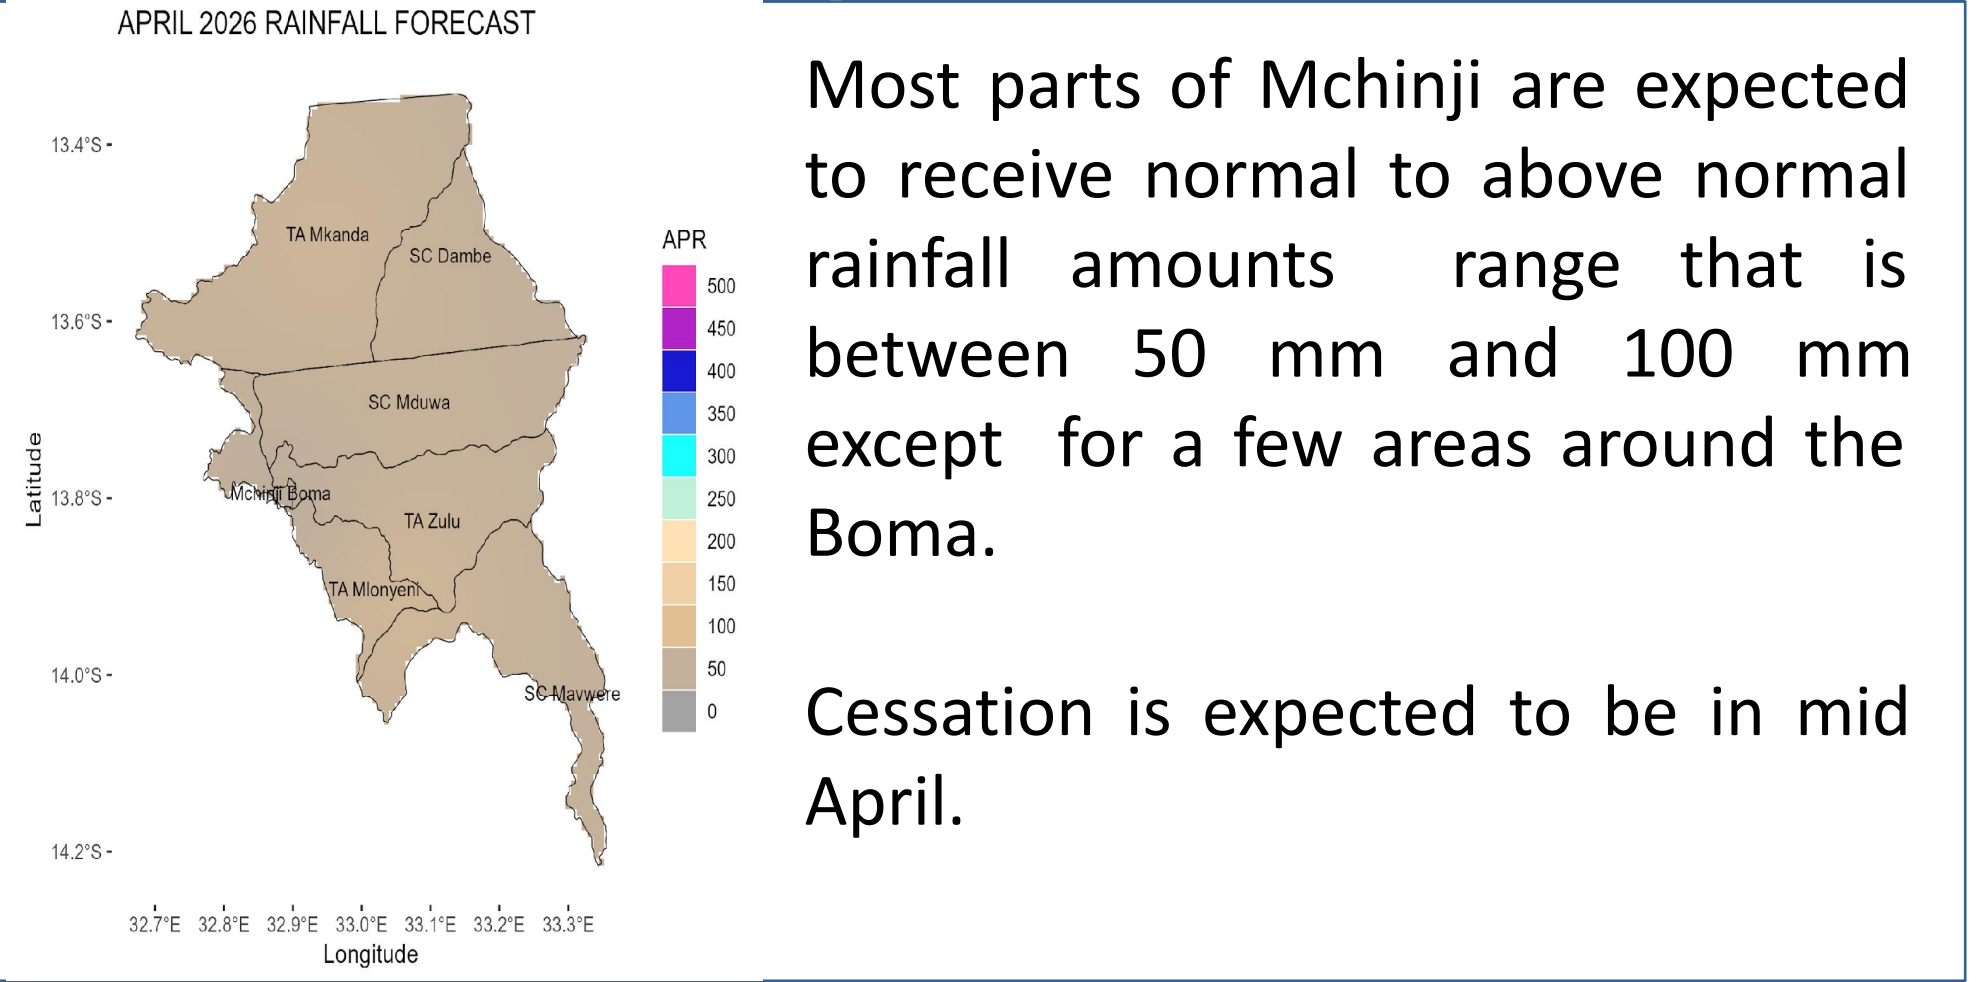 APRIL 2026 RAINFALL FORECAST
13.4°S
13.6°S
13.8°S
14.0°S
14.2°S
Latitude
TA Mkanda
SC Dambe
SC Mduwa
Mchinji Boma
TA Zulu
TA Mlonyeni
SC Mavwere
32.7°E 32.8°E 32.9°E 33.0°E 33.1°E 33.2°E 33.3°E
Longitude
APR
500
450
400
350
300
250
200
150
100
50
0
Most parts of Mchinji are expected
to receive normal to above normal
rainfall amounts range that is
between 50 mm and 100 mm
except for a few areas around the
Boma.
Cessation is expected to be in mid
April.